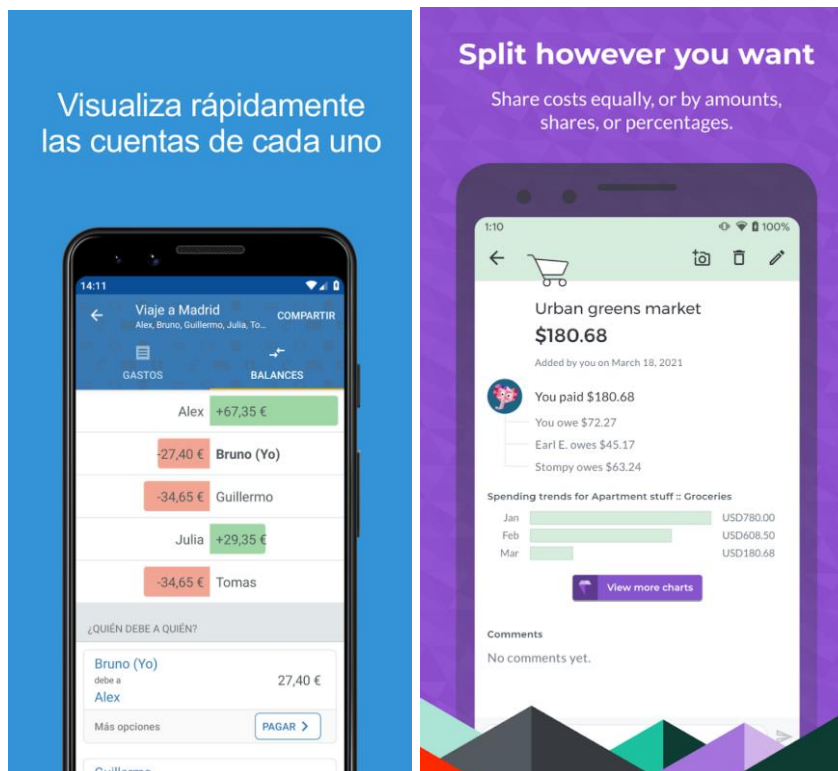 Visualiza rápidamente
las cuentas de cada uno
14:11
Viaje a Madrid
Alex, Bruno, Guillermo, Julia, To...
COMPARTIR
GASTOS
BALANCES
Alex +67,35 €
-27,40 € Bruno (Yo)
-34,65 € Guillermo
Julia +29,35 €
-34,65 € Tomas
¿QUIÉN DEBE A QUIÉN?
Bruno (Yo)
debe a
27,40 €
Alex
Más opciones
PAGAR
Split however you want
Share costs equally, or by amounts,
shares, or percentages.
1:10
100%
Urban greens market
$180.68
Added by you on March 18, 2021
You paid $180.68
You owe $72.27
Earl E. owes $45.17
Stompy owes $63.24
Spending trends for Apartment stuff :: Groceries
Jan USD780.00
Feb USD608.50
Mar USD180.68
View more charts
Comments
No comments yet.